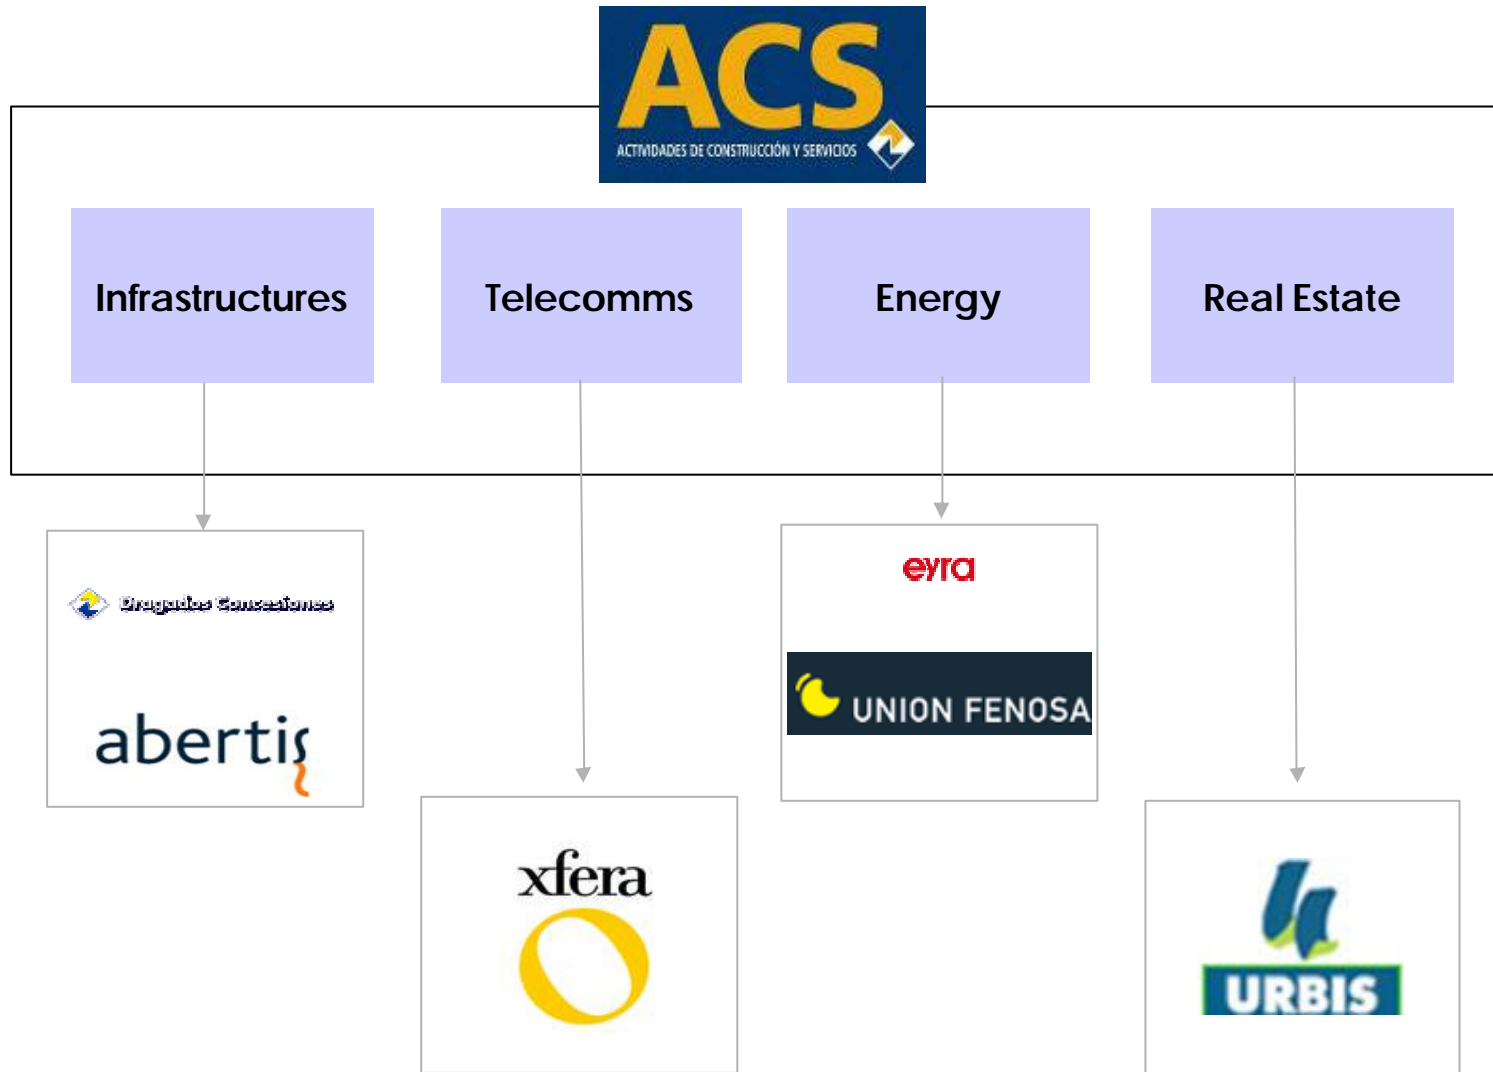 ACS
ACTIVIDADES DE CONSTRUCCIÓN Y SERVICIOS
Infrastructures
Telecomms
Energy
Real Estate
Dragados Concesiones
abertis
eyra
UNION FENOSA
xfera
URBIS